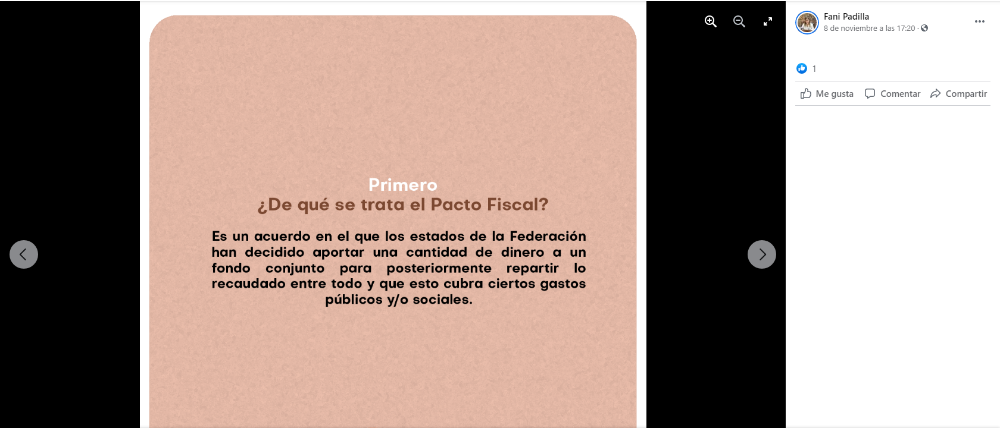 Primero
¿De qué se trata el Pacto Fiscal?
Es un acuerdo en el que los estados de la Federación
han decidido aportar una cantidad de dinero a un
fondo conjunto para posteriormente repartir lo
recaudado entre todo y que esto cubra ciertos gastos
públicos y/o sociales.
Fani Padilla
8 de noviembre a las 17:20 ·
1
Me gusta
Comentar
Compartir